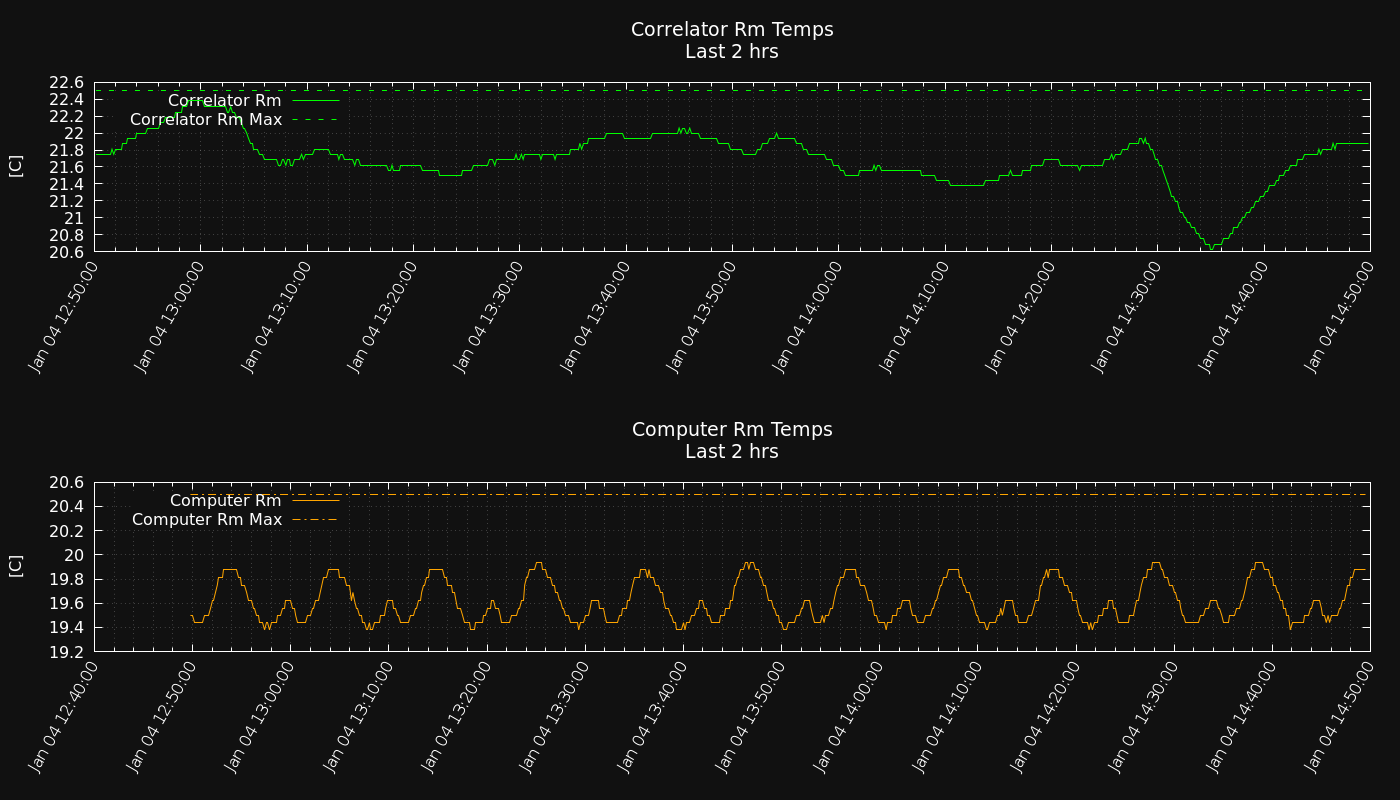 Correlator Rm Temps
Last 2 hrs
22.6
22.4
22.2
22
21.8
21.6
21.4
21.2
21
20.8
20.6
[C]
Correlator Rm
Correlator Rm Max
Jan 04 12:50:00
Jan 04 13:00:00
Jan 04 13:10:00
Jan 04 13:20:00
Jan 04 13:30:00
Jan 04 13:40:00
Jan 04 13:50:00
Jan 04 14:00:00
Jan 04 14:10:00
Jan 04 14:20:00
Jan 04 14:30:00
Jan 04 14:40:00
Jan 04 14:50:00
Computer Rm Temps
Last 2 hrs
20.6
20.4
20.2
20
19.8
19.6
19.4
19.2
[C]
Computer Rm
Computer Rm Max
Jan 04 12:40:00
Jan 04 12:50:00
Jan 04 13:00:00
Jan 04 13:10:00
Jan 04 13:20:00
Jan 04 13:30:00
Jan 04 13:40:00
Jan 04 13:50:00
Jan 04 14:00:00
Jan 04 14:10:00
Jan 04 14:20:00
Jan 04 14:30:00
Jan 04 14:40:00
Jan 04 14:50:00